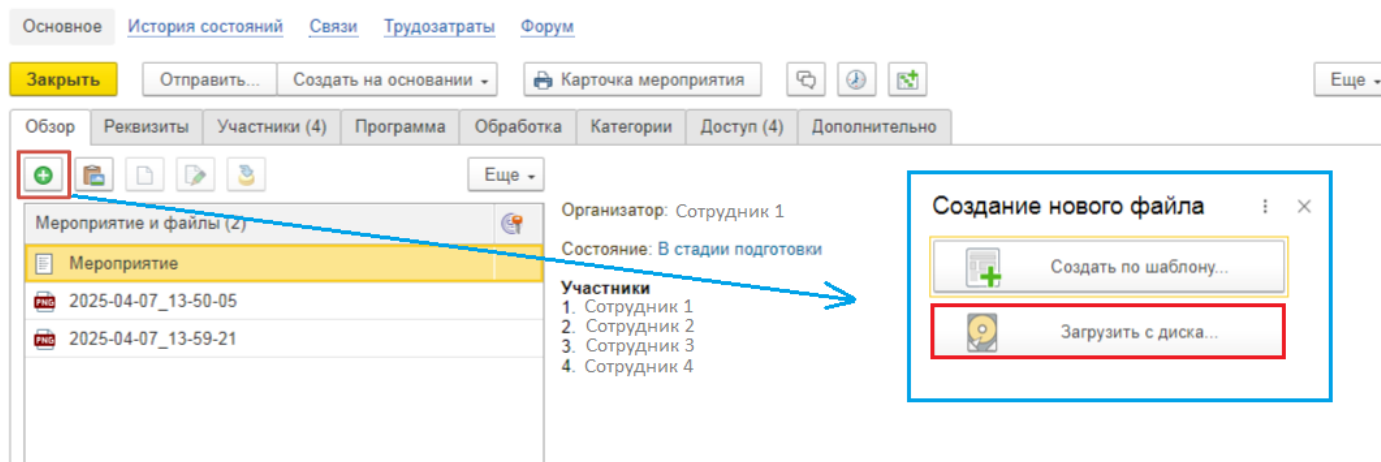 Основное История состояний Связи Трудозатраты Форум
Закрыть Отправить... Создать на основании Карточка мероприятия Еще
Обзор Реквизиты Участники (4) Программа Обработка Категории Доступ (4) Дополнительно
Еще
Мероприятие и файлы (2)
Мероприятие
PNG 2025-04-07_13-50-05
PNG 2025-04-07_13-59-21
Организатор: Сотрудник 1
Состояние: В стадии подготовки
Участники
1. Сотрудник 1
2. Сотрудник 2
3. Сотрудник 3
4. Сотрудник 4
Создание нового файла
Создать по шаблону...
Загрузить с диска...